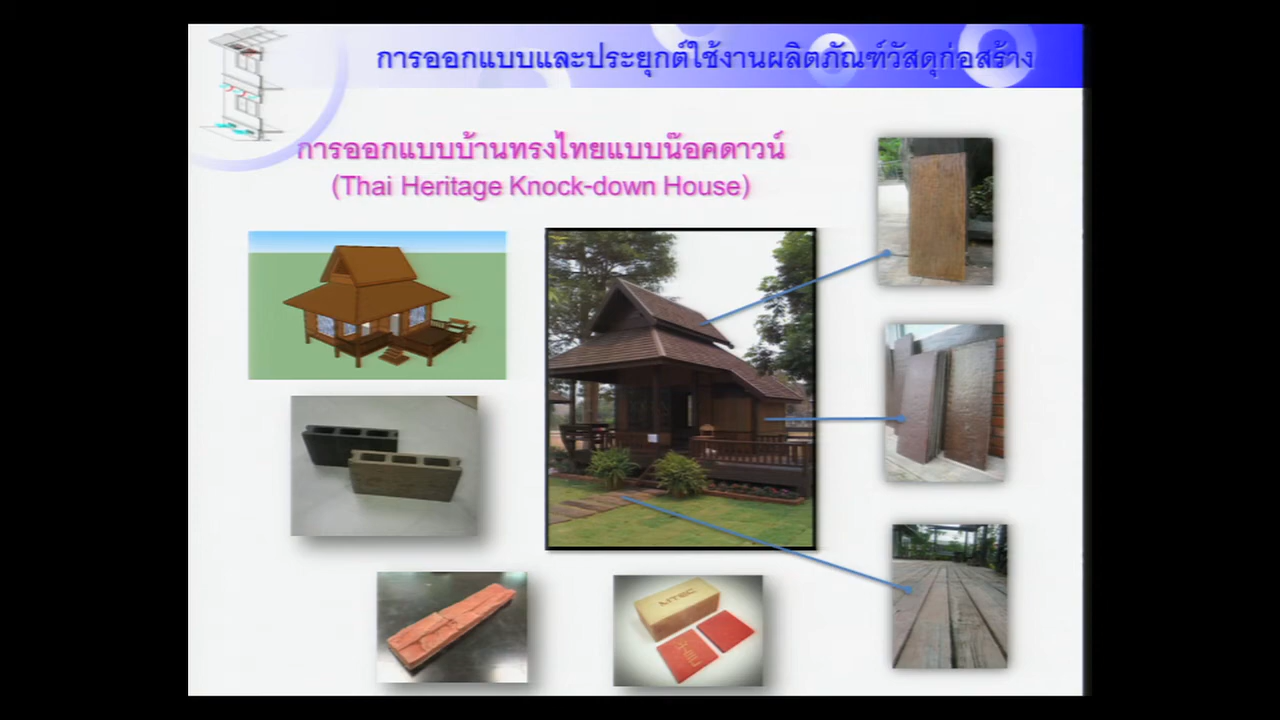 การออกแบบและประยุกต์ใช้งานผลิตภัณฑ์วัสดุก่อสร้าง
การออกแบบบ้านทรงไทยแบบน๊อคดาวน์
(Thai Heritage Knock-down House)
MTEC